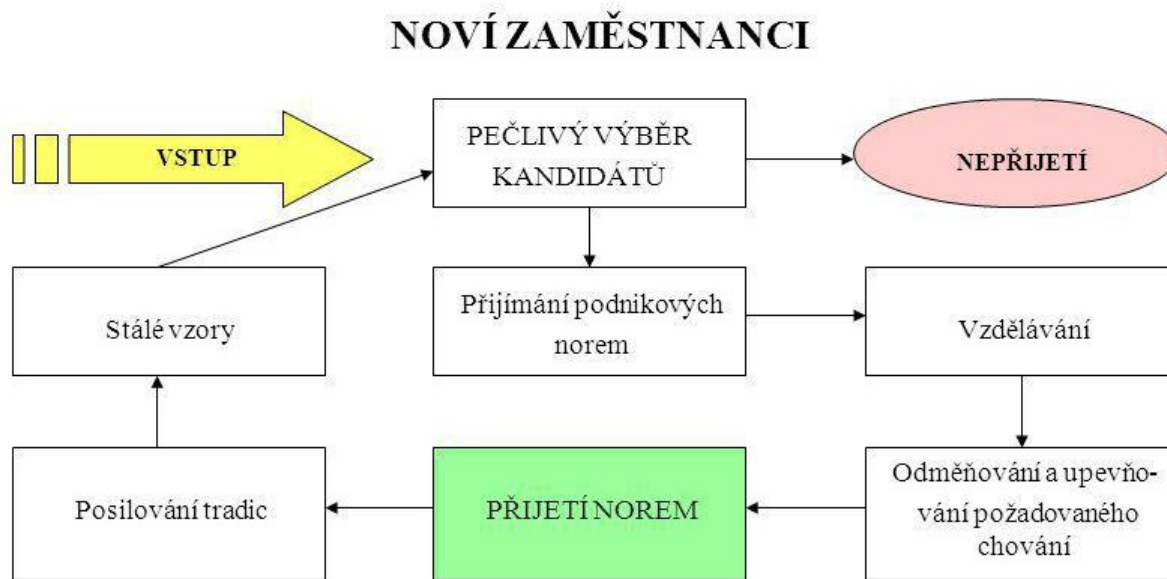 NOVÍ ZAMĚSTNANCI
VSTUP
PEČLIVÝ VÝBĚR
KANDIDÁTŮ
NEPŘIJETÍ
Stálé vzory
Přijímání podnikových
norem
Vzdělávání
Posilování tradic
PŘIJETÍ NOREM
Odměňování a upevňo-
vání požadovaného
chování